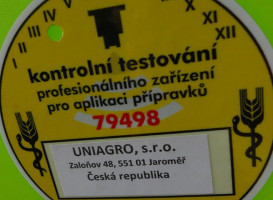 I II III IV V IX X XI XII
kontrolní testování
profesionálního zařízení
pro aplikaci přípravků
79498
UNIAGRO, s.r.o.
Zaloňov 48, 551 01 Jaroměř
Česká republika